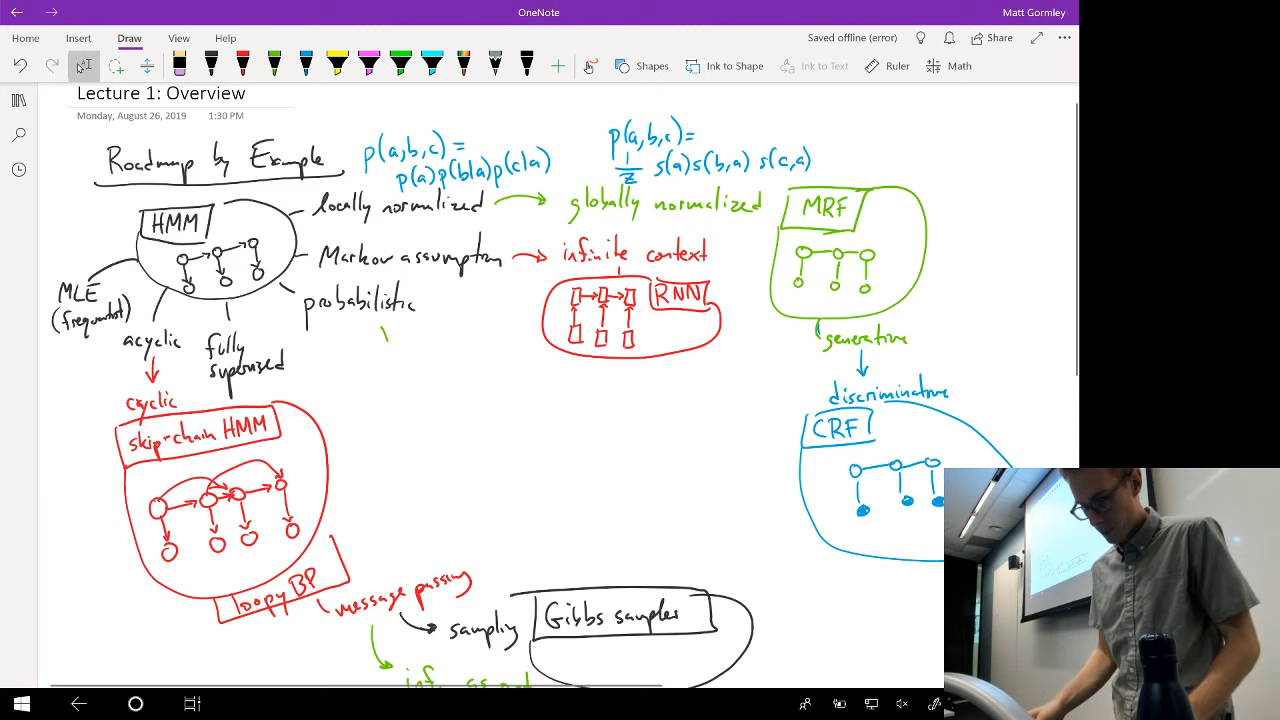 OneNote
Matt Gormley
Home Insert Draw View Help
Saved offline (error)
Share
Shapes
Ink to Shape
Ink to Text
Ruler
Math
Lecture 1: Overview
Monday, August 26, 2019 1:30 PM
Roadmap by Example
p(a,b,c) =
p(a)p(b|a)p(c|a)
p(a,b,c)=
1/Z s(a)s(b,a) s(c,a)
HMM
locally normalized
globally normalized
MRF
Markov assumption
infinite context
RNN
probabilistic
MLE
(frequentist)
acyclic
fully
supervised
generative
cyclic
discriminative
skip-chain HMM
CRF
loopy BP
message passing
sampling
Gibbs sampler